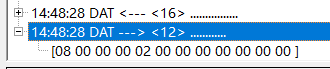 14:48:28 DAT <--- <16> ................
14:48:28 DAT ---> <12> ............
[08 00 00 00 02 00 00 00 00 00 00 00 ]